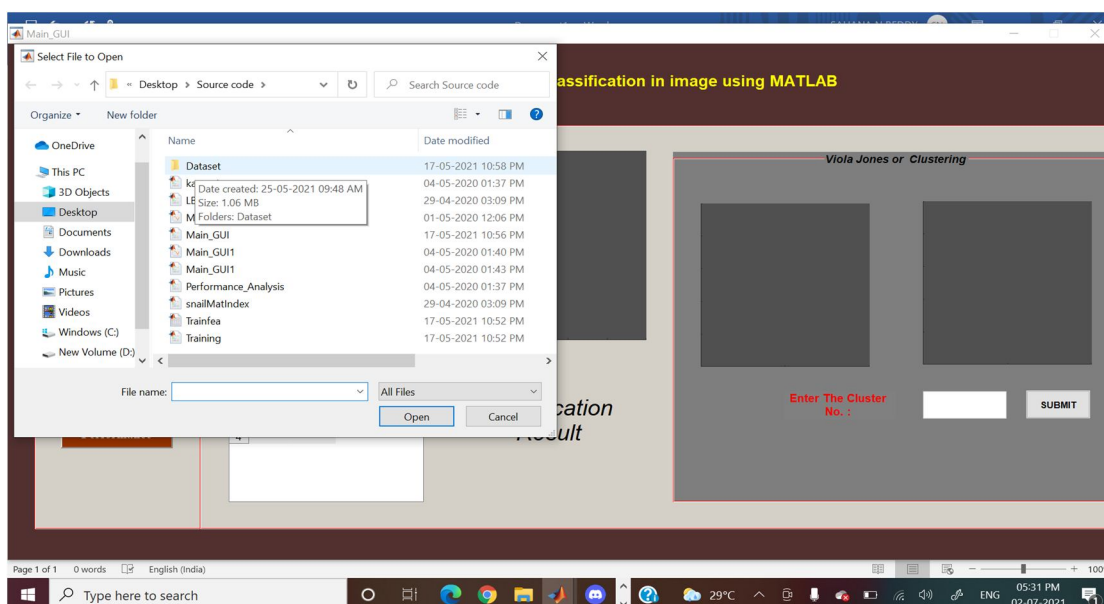 Main_GUI
Select File to Open
Desktop > Source code >
Search Source code
Organize
New folder
Name
Date modified
OneDrive
This PC
3D Objects
Desktop
Documents
Downloads
Music
Pictures
Videos
Windows (C:)
New Volume (D:)
Dataset 17-05-2021 10:58 PM
04-05-2020 01:37 PM
29-04-2020 03:09 PM
01-05-2020 12:06 PM
Main_GUI 17-05-2021 10:56 PM
Main_GUI1 04-05-2020 01:40 PM
Main_GUI1 04-05-2020 01:43 PM
Performance_Analysis 04-05-2020 01:37 PM
snailMatIndex 29-04-2020 03:09 PM
Trainfea 17-05-2021 10:52 PM
Training 17-05-2021 10:52 PM
Date created: 25-05-2021 09:48 AM
Size: 1.06 MB
Folders: Dataset
File name:
All Files
Open
Cancel
assification in image using MATLAB
Viola Jones or Clustering
Enter The Cluster
No. :
SUBMIT
cation
Result
4
Page 1 of 1 0 words English (India)
100
Type here to search
29°C
ENG
05:31 PM
02-07-2021